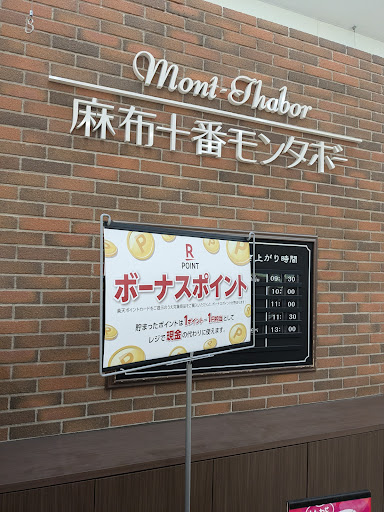 Mont-Thabor
麻布十番モンタボー
R
POINT
ボーナスポイント
貯まったポイントは1ポイント=1円相当として
レジで現金の代わりに使えます。
上がり時間
09:30
10:00
11:00
11:30
13:00